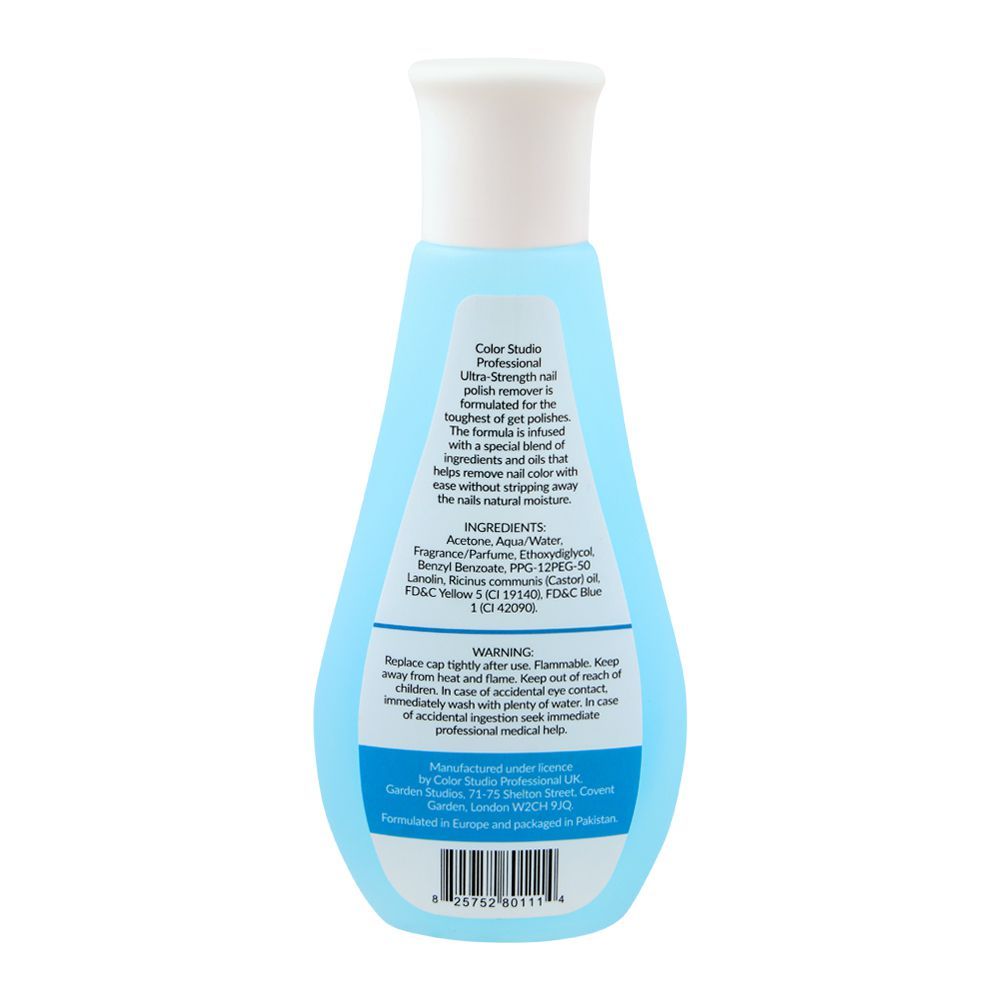 Color Studio
Professional
Ultra-Strength nail
polish remover is
formulated for the
toughest of get polishes.
The formula is infused
with a special blend of
ingredients and oils that
helps remove nail color with
ease without stripping away
the nails natural moisture.
INGREDIENTS:
Acetone, Aqua/Water,
Fragrance/Parfume, Ethoxydiglycol,
Benzyl Benzoate, PPG-12PEG-50
Lanolin, Ricinus communis (Castor) oil,
FD&C Yellow 5 (CI 19140), FD&C Blue
1 (CI 42090).
WARNING:
Replace cap tightly after use. Flammable. Keep
away from heat and flame. Keep out of reach of
children. In case of accidental eye contact,
immediately wash with plenty of water. In case
of accidental ingestion seek immediate
professional medical help.
Manufactured under licence
by Color Studio Professional UK.
Garden Studios, 71-75 Shelton Street, Covent
Garden, London W2CH 9JQ.
Formulated in Europe and packaged in Pakistan.
8 25752 80111 4